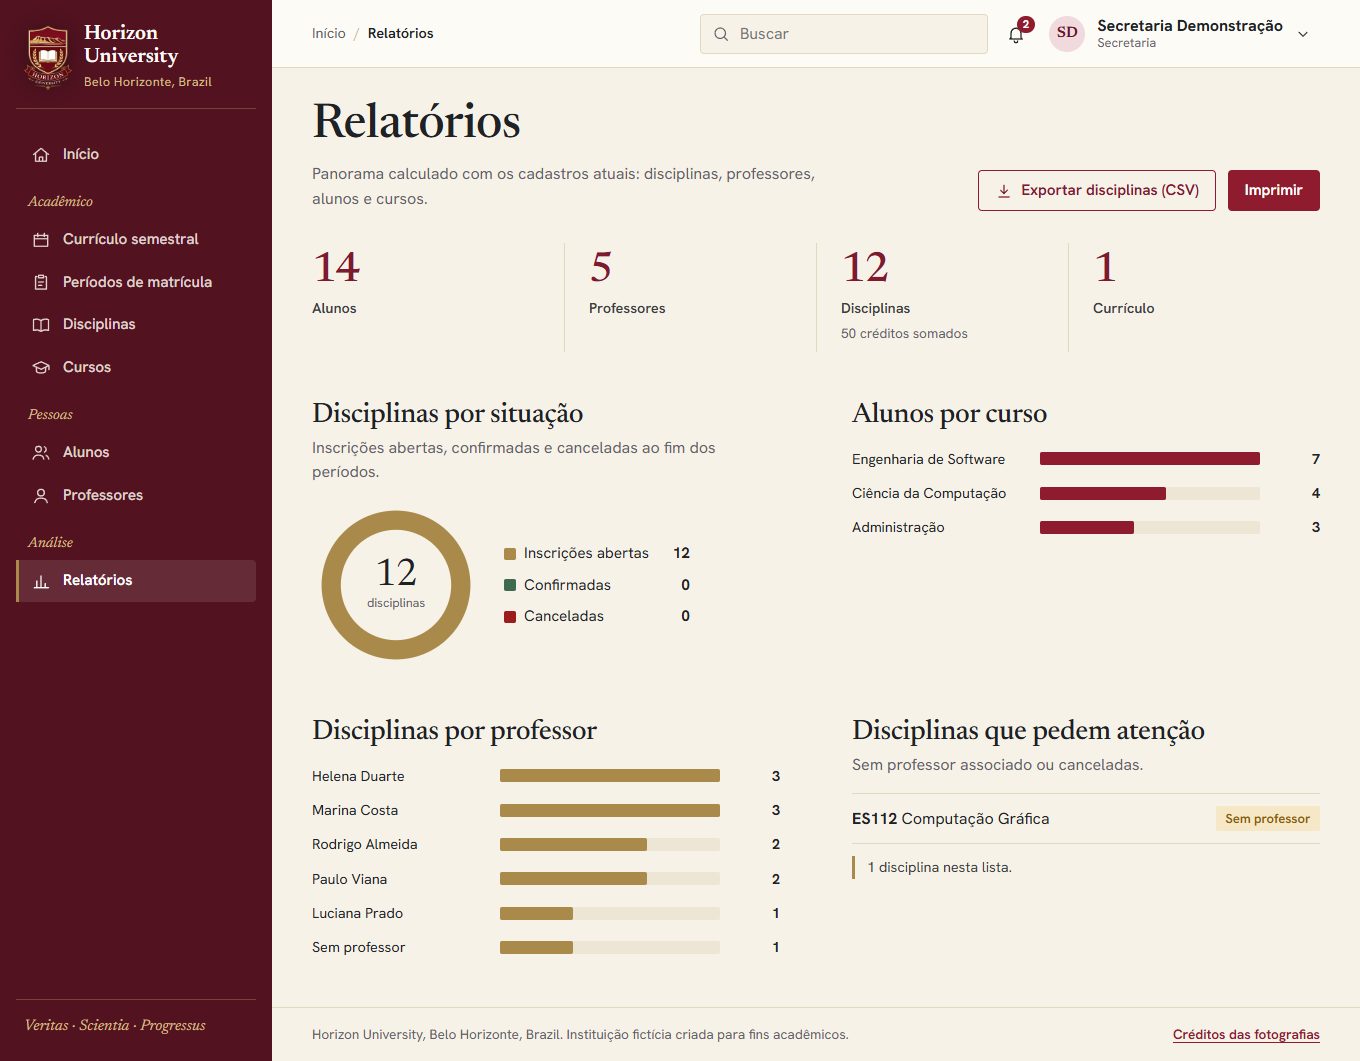 Horizon
University
Belo Horizonte, Brazil
HORIZON
Início
Acadêmico
Currículo semestral
Períodos de matrícula
Disciplinas
Cursos
Pessoas
Alunos
Professores
Análise
Relatórios
Veritas · Scientia · Progressus
Início / Relatórios
Buscar
2
SD
Secretaria Demonstração
Secretaria
Relatórios
Panorama calculado com os cadastros atuais: disciplinas, professores,
alunos e cursos.
Exportar disciplinas (CSV)
Imprimir
14
Alunos
5
Professores
12
Disciplinas
50 créditos somados
1
Currículo
Disciplinas por situação
Inscrições abertas, confirmadas e canceladas ao fim dos
períodos.
12
disciplinas
Inscrições abertas 12
Confirmadas 0
Canceladas 0
Alunos por curso
Engenharia de Software 7
Ciência da Computação 4
Administração 3
Disciplinas por professor
Helena Duarte 3
Marina Costa 3
Rodrigo Almeida 2
Paulo Viana 2
Luciana Prado 1
Sem professor 1
Disciplinas que pedem atenção
Sem professor associado ou canceladas.
ES112 Computação Gráfica Sem professor
1 disciplina nesta lista.
Horizon University, Belo Horizonte, Brazil. Instituição fictícia criada para fins acadêmicos.
Créditos das fotografias